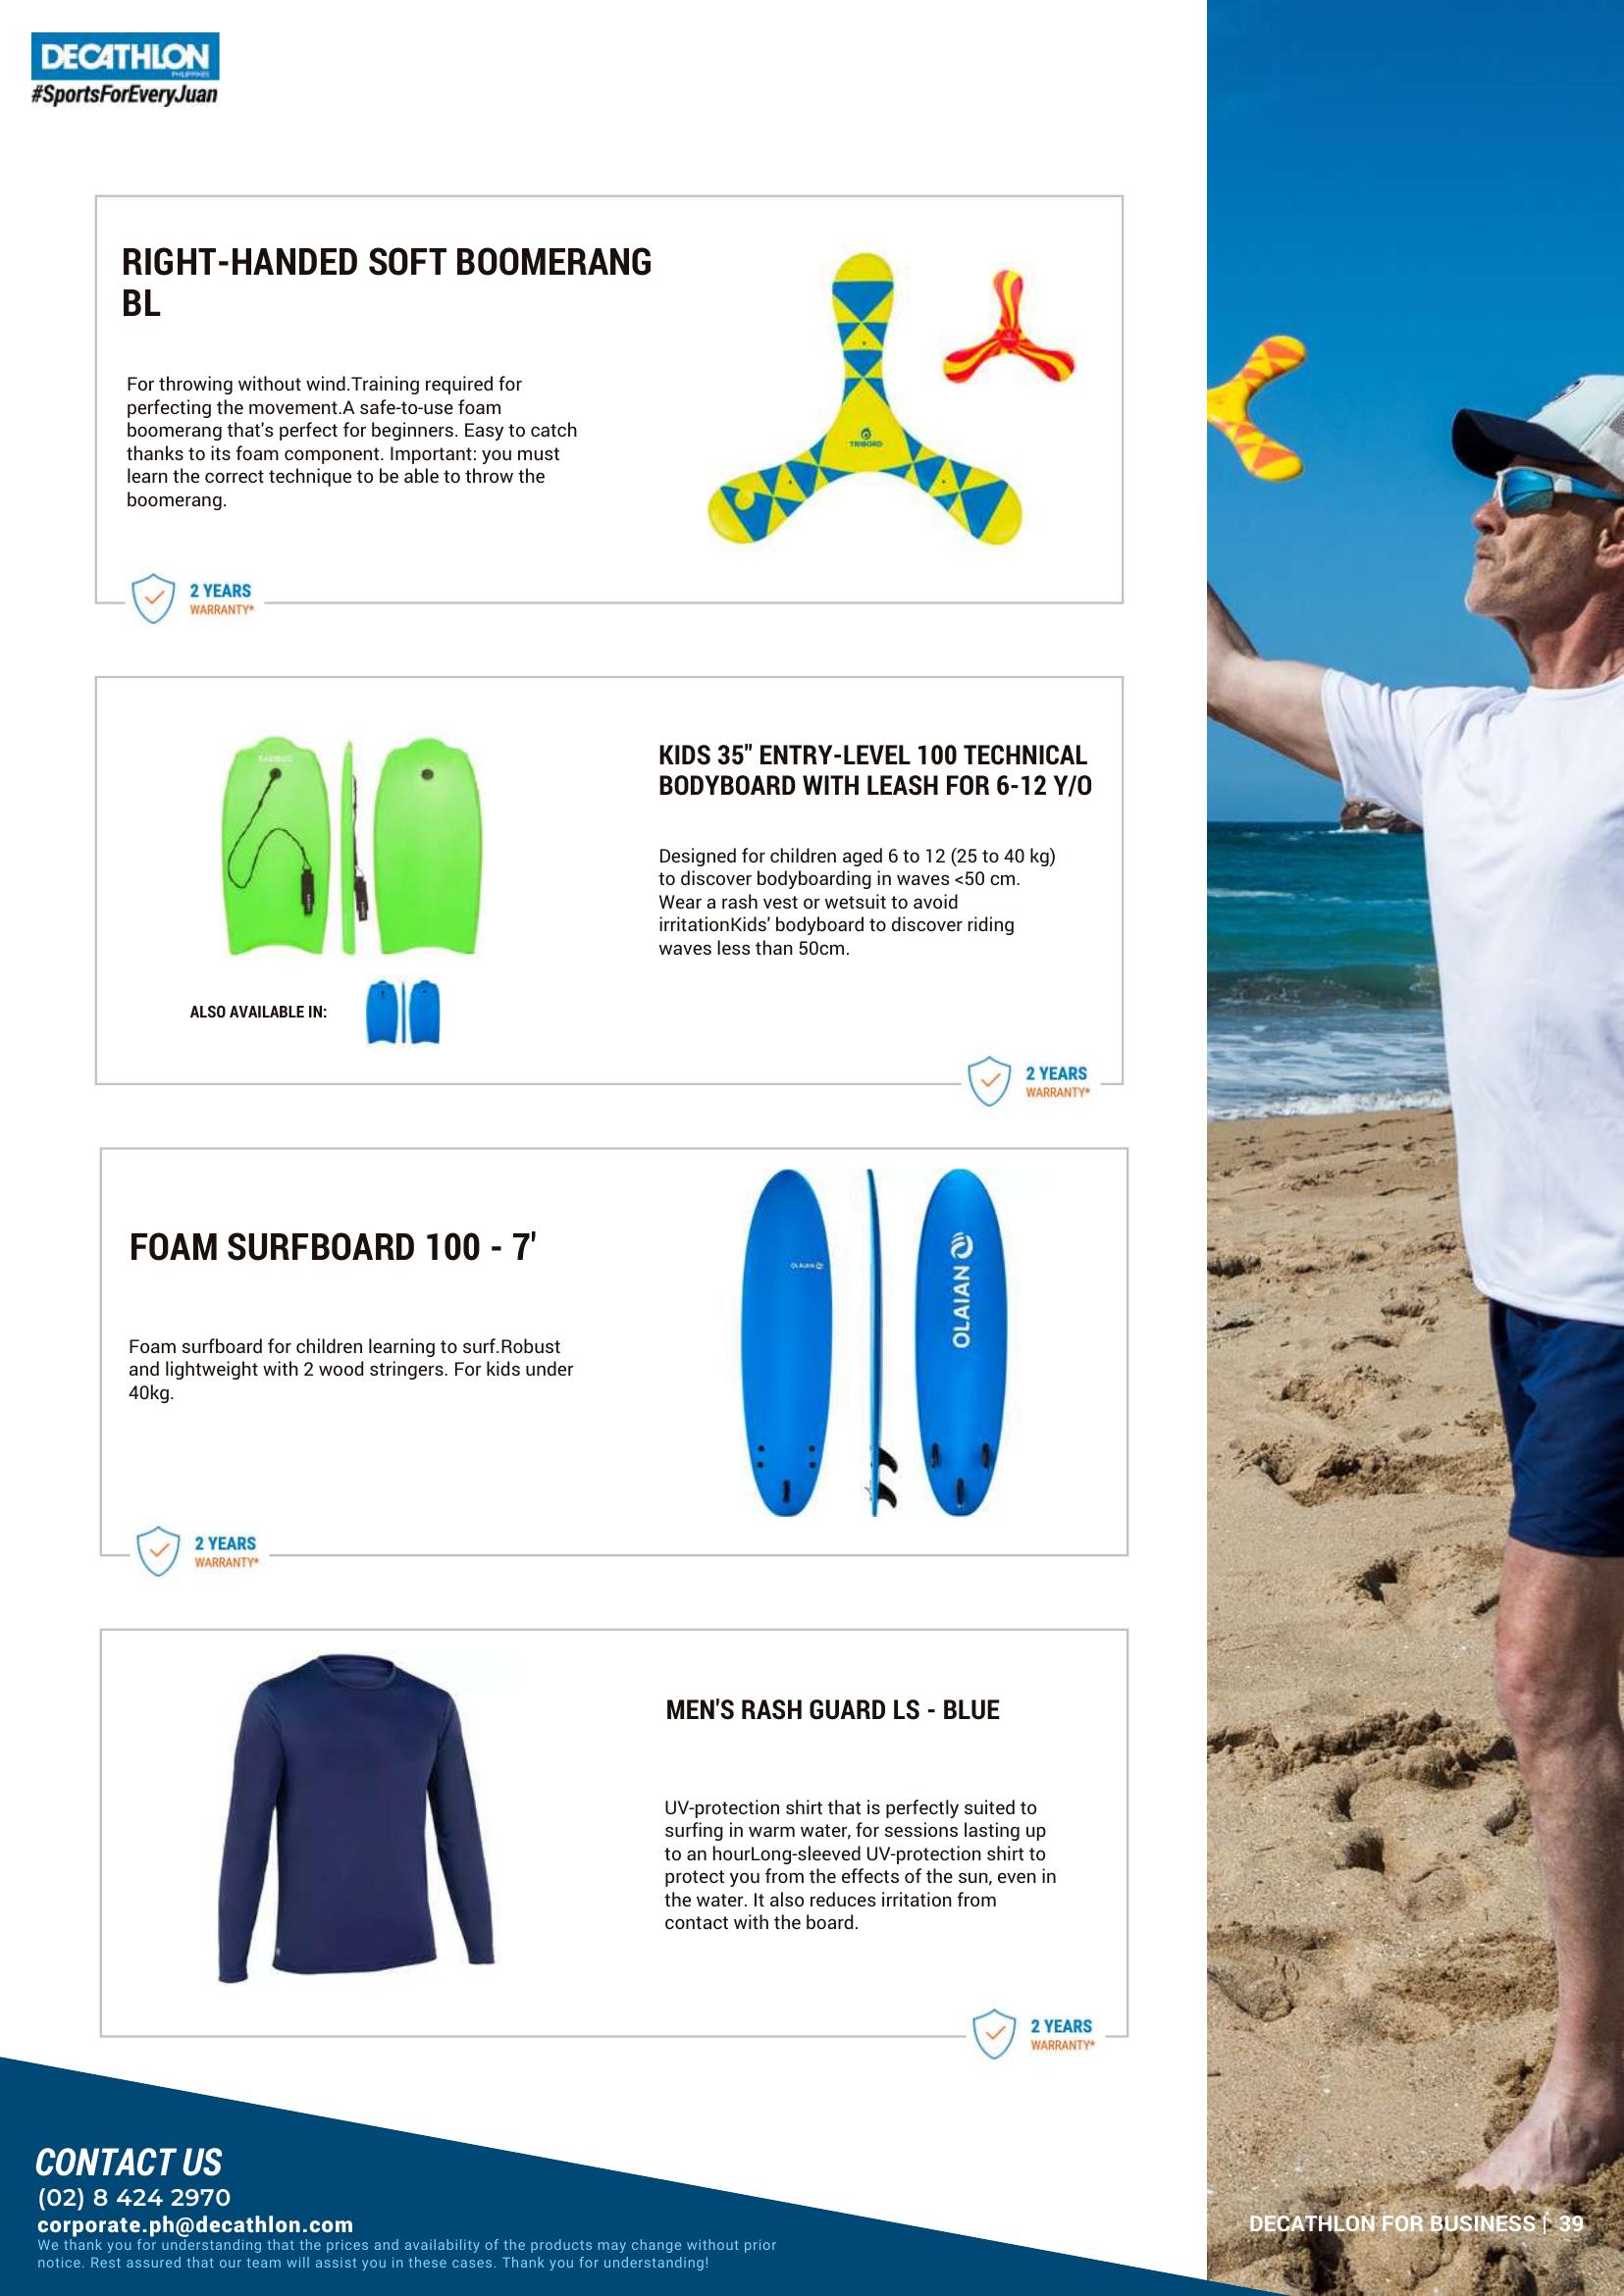 DECATHLON
PHILIPPINES
#SportsForEveryJuan
RIGHT-HANDED SOFT BOOMERANG
BL
For throwing without wind.Training required for
perfecting the movement.A safe-to-use foam
boomerang that's perfect for beginners. Easy to catch
thanks to its foam component. Important: you must
learn the correct technique to be able to throw the
boomerang.
TRIBORD
2 YEARS
WARRANTY*
KIDS 35" ENTRY-LEVEL 100 TECHNICAL
BODYBOARD WITH LEASH FOR 6-12 Y/O
Designed for children aged 6 to 12 (25 to 40 kg)
to discover bodyboarding in waves <50 cm.
Wear a rash vest or wetsuit to avoid
irritationKids' bodyboard to discover riding
waves less than 50cm.
ALSO AVAILABLE IN:
2 YEARS
WARRANTY*
FOAM SURFBOARD 100 - 7'
Foam surfboard for children learning to surf.Robust
and lightweight with 2 wood stringers. For kids under
40kg.
OLAIAN
OLAIAN
2 YEARS
WARRANTY*
MEN'S RASH GUARD LS - BLUE
UV-protection shirt that is perfectly suited to
surfing in warm water, for sessions lasting up
to an hourLong-sleeved UV-protection shirt to
protect you from the effects of the sun, even in
the water. It also reduces irritation from
contact with the board.
2 YEARS
WARRANTY*
CONTACT US
(02) 8 424 2970
corporate.ph@decathlon.com
We thank you for understanding that the prices and availability of the products may change without prior
notice. Rest assured that our team will assist you in these cases. Thank you for understanding!
DECATHLON FOR BUSINESS | 39